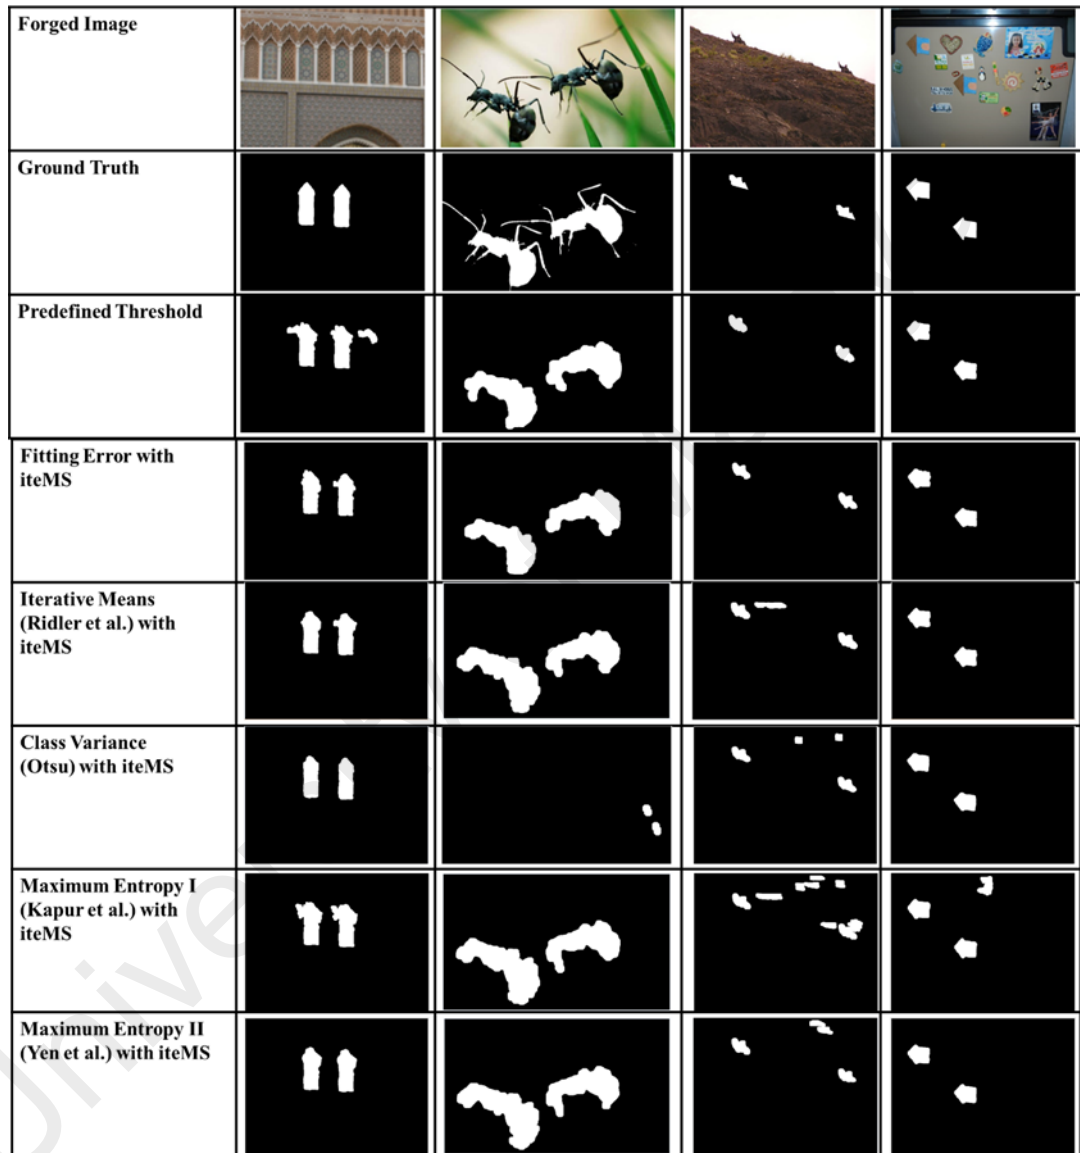 Forged Image
Ground Truth
Predefined Threshold
Fitting Error with
iteMS
Iterative Means
(Ridler et al.) with
iteMS
Class Variance
(Otsu) with iteMS
Maximum Entropy I
(Kapur et al.) with
iteMS
Maximum Entropy II
(Yen et al.) with iteMS